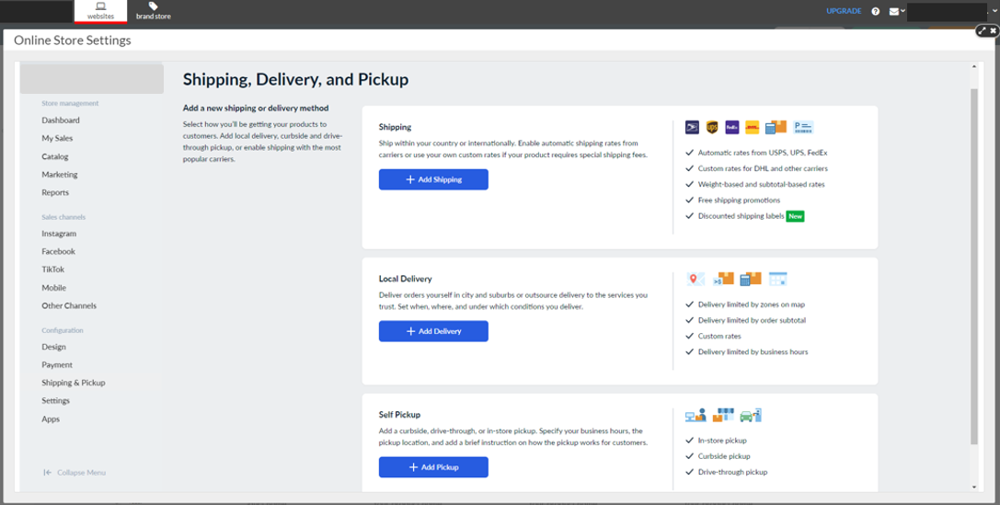 websites
brand store
UPGRADE
Online Store Settings
Store management
Dashboard
My Sales
Catalog
Marketing
Reports
Sales channels
Instagram
Facebook
TikTok
Mobile
Other Channels
Configuration
Design
Payment
Shipping & Pickup
Settings
Apps
Collapse Menu
Shipping, Delivery, and Pickup
Add a new shipping or delivery method
Select how you'll be getting your products to
customers. Add local delivery, curbside and drive-
through pickup, or enable shipping with the most
popular carriers.
Shipping
Ship within your country or internationally. Enable automatic shipping rates from
carriers or use your own custom rates if your product requires special shipping fees.
+ Add Shipping
ups
FedEx
Automatic rates from USPS, UPS, FedEx
Custom rates for DHL and other carriers
Weight-based and subtotal-based rates
Free shipping promotions
Discounted shipping labels New
Local Delivery
Deliver orders yourself in city and suburbs or outsource delivery to the services you
trust. Set when, where, and under which conditions you deliver.
+ Add Delivery
Delivery limited by zones on map
Delivery limited by order subtotal
Custom rates
Delivery limited by business hours
Self Pickup
Add a curbside, drive-through, or in-store pickup. Specify your business hours, the
pickup location, and add a brief instruction on how the pickup works for customers.
+ Add Pickup
In-store pickup
Curbside pickup
Drive-through pickup